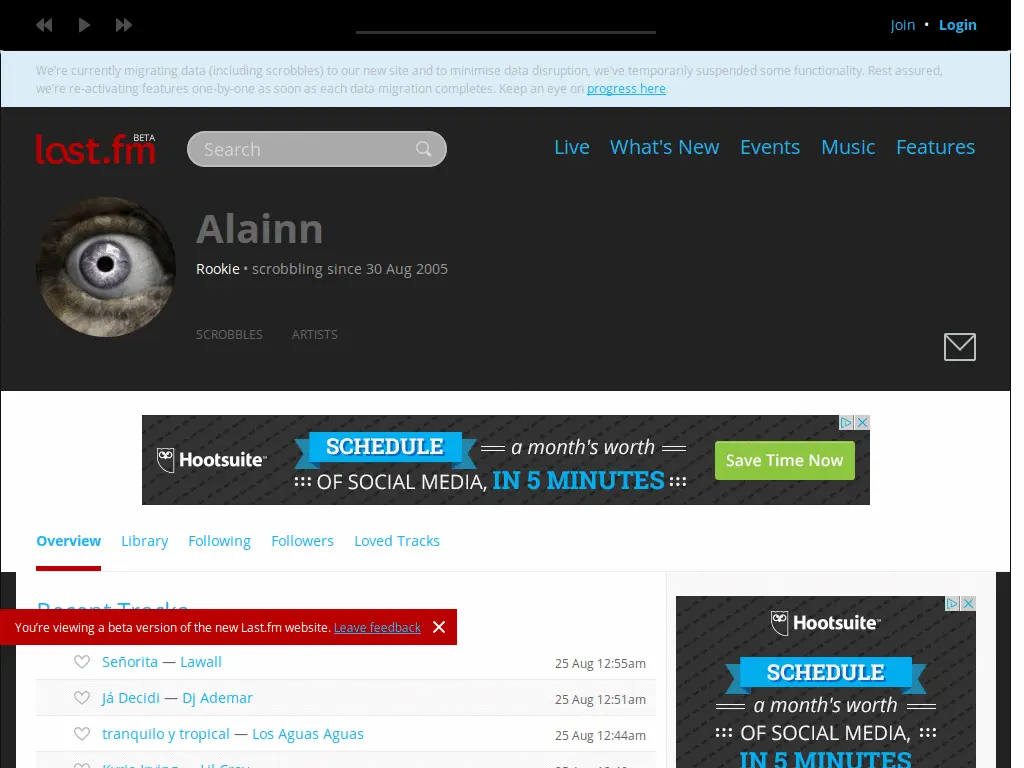 Join • Login
We're currently migrating data (including scrobbles) to our new site and to minimise data disruption, we've temporarily suspended some functionality. Rest assured,
we're re-activating features one-by-one as soon as each data migration completes. Keep an eye on progress here.
last.fm BETA
Search
Live What's New Events Music Features
Alainn
Rookie • scrobbling since 30 Aug 2005
SCROBBLES ARTISTS
Hootsuite™
SCHEDULE a month's worth
OF SOCIAL MEDIA, IN 5 MINUTES
Save Time Now
Overview Library Following Followers Loved Tracks
Recent Tracks
You're viewing a beta version of the new Last.fm website. Leave feedback
Señorita — Lawall 25 Aug 12:55am
Já Decidi — Dj Ademar 25 Aug 12:51am
tranquilo y tropical — Los Aguas Aguas 25 Aug 12:44am
Hootsuite™
SCHEDULE
a month's worth
OF SOCIAL MEDIA,
IN 5 MINUTES